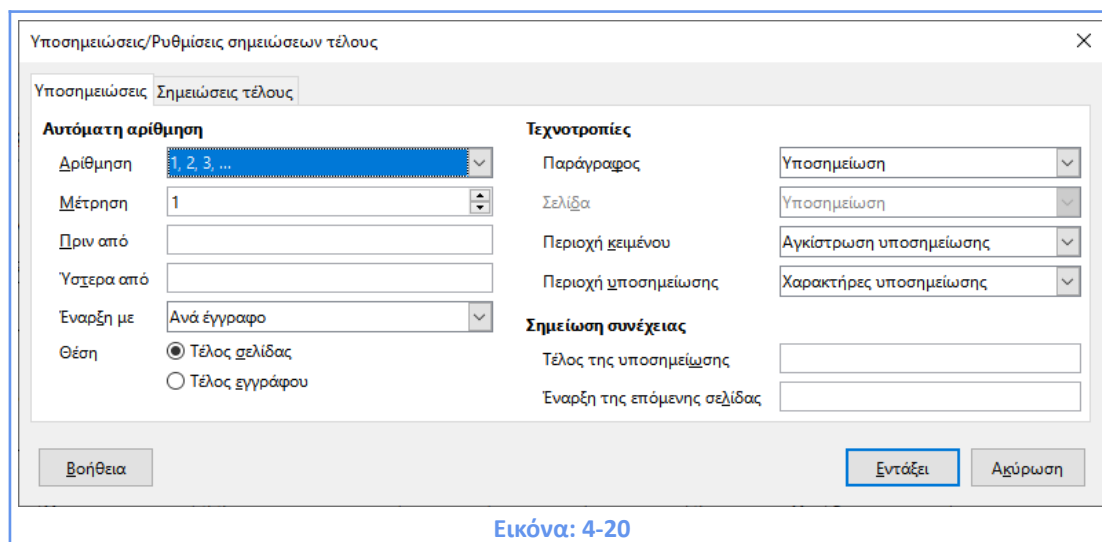 Υποσημειώσεις/Ρυθμίσεις σημειώσεων τέλους
Υποσημειώσεις Σημειώσεις τέλους
Αυτόματη αρίθμηση
Αρίθμηση 1, 2, 3, ...
Μέτρηση 1
Πριν από
Ύστερα από
Έναρξη με Ανά έγγραφο
Θέση Τέλος σελίδας
Τέλος εγγράφου
Τεχνοτροπίες
Παράγραφος Υποσημείωση
Σελίδα Υποσημείωση
Περιοχή κειμένου Αγκίστρωση υποσημείωσης
Περιοχή υποσημείωσης Χαρακτήρες υποσημείωσης
Σημείωση συνέχειας
Τέλος της υποσημείωσης
Έναρξη της επόμενης σελίδας
Βοήθεια
Εντάξει Ακύρωση
Εικόνα: 4-20